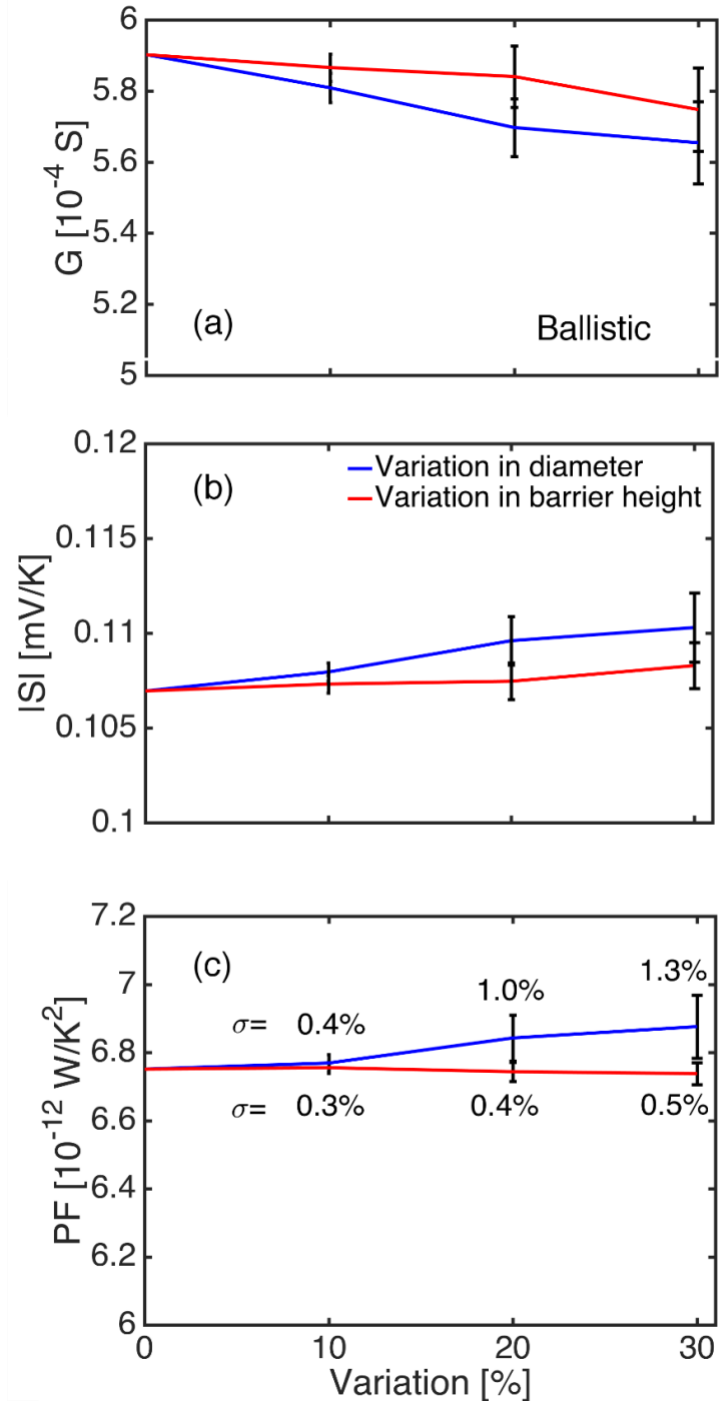 6
5.8
5.6
5.4
5.2
5
G [10⁻⁴ S]
(a)
Ballistic
0.12
0.115
0.11
0.105
0.1
ISI [mV/K]
(b)
Variation in diameter
Variation in barrier height
7.2
7
6.8
6.6
6.4
6.2
6
PF [10⁻¹² W/K²]
(c)
σ= 0.4% 1.0% 1.3%
σ= 0.3% 0.4% 0.5%
0 10 20 30
Variation [%]